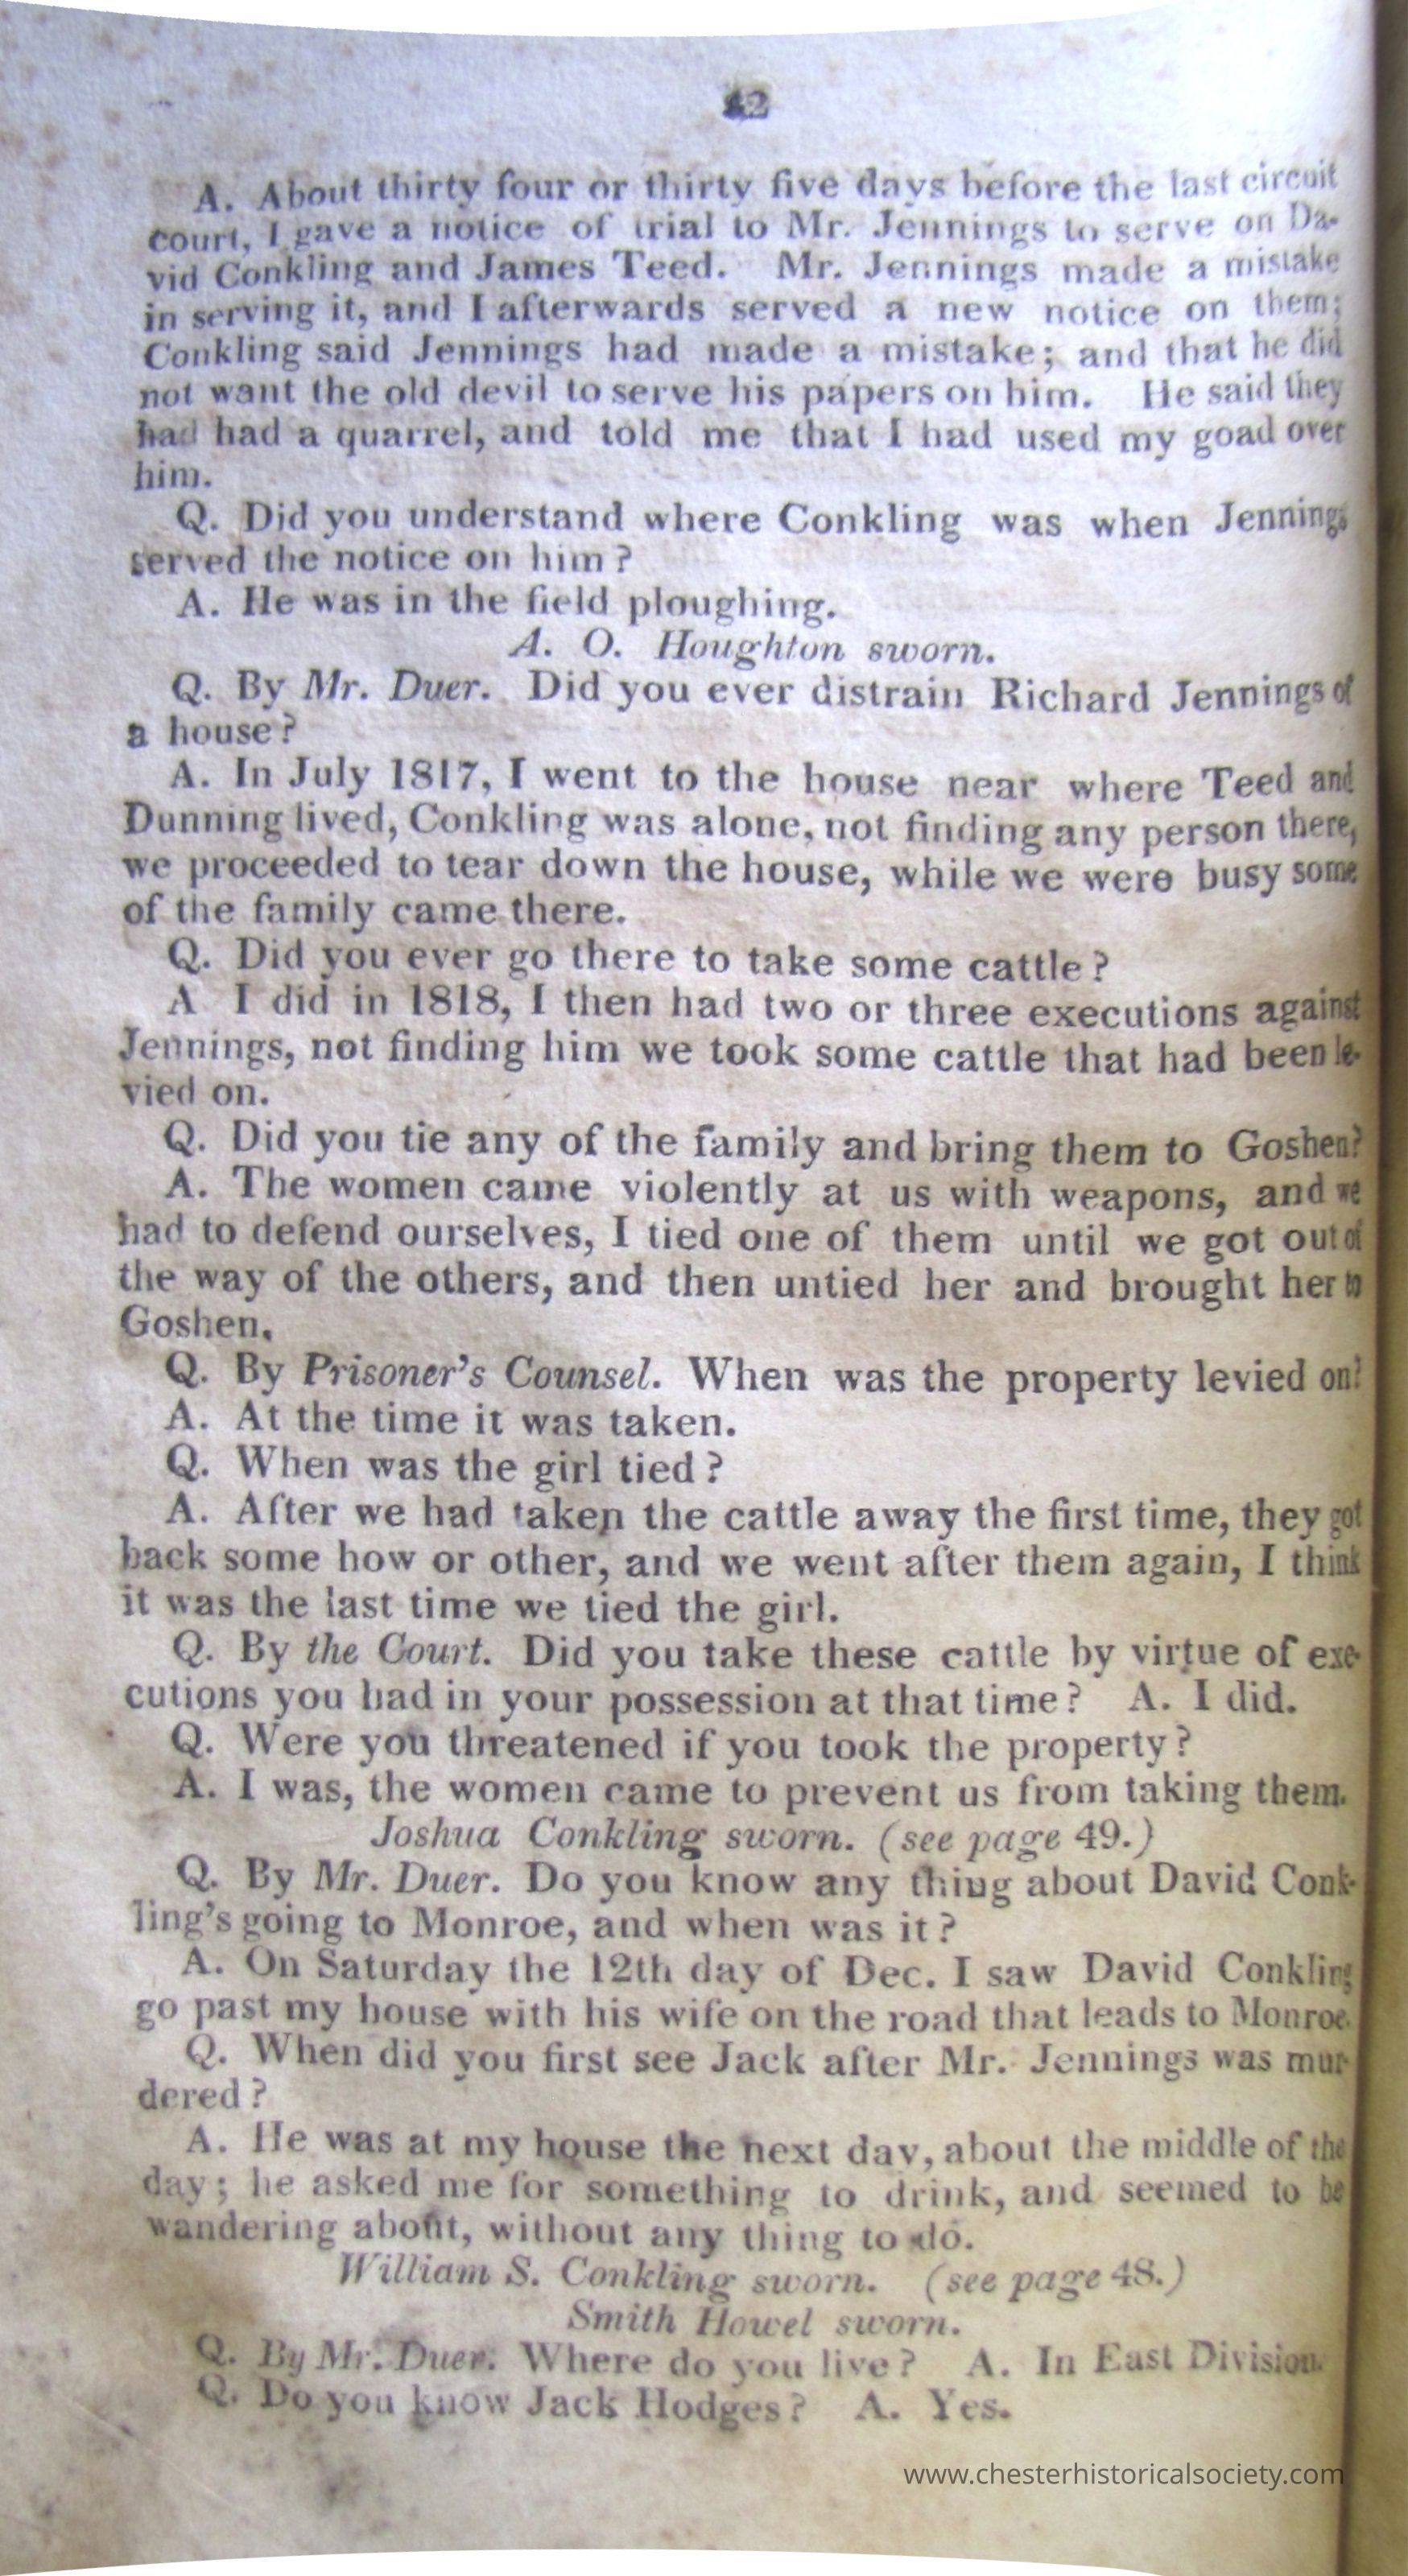 42
A. About thirty four or thirty five days before the last circuit
court, I gave a notice of trial to Mr. Jennings to serve on Da-
vid Conkling and James Teed. Mr. Jennings made a mistake
in serving it, and I afterwards served a new notice on them;
Conkling said Jennings had made a mistake; and that he did
not want the old devil to serve his papers on him. He said they
had had a quarrel, and told me that I had used my goad over
him.
Q. Did you understand where Conkling was when Jennings
served the notice on him?
A. He was in the field ploughing.
A. O. Houghton sworn.
Q. By Mr. Duer. Did you ever distrain Richard Jennings of
a house?
A. In July 1817, I went to the house near where Teed and
Dunning lived, Conkling was alone, not finding any person there,
we proceeded to tear down the house, while we were busy some
of the family came there.
Q. Did you ever go there to take some cattle?
A I did in 1818, I then had two or three executions against
Jennings, not finding him we took some cattle that had been le-
vied on.
Q. Did you tie any of the family and bring them to Goshen?
A. The women came violently at us with weapons, and we
had to defend ourselves, I tied one of them until we got out of
the way of the others, and then untied her and brought her to
Goshen.
Q. By Prisoner's Counsel. When was the property levied on?
A. At the time it was taken.
Q. When was the girl tied?
A. After we had taken the cattle away the first time, they got
back some how or other, and we went after them again, I think
it was the last time we tied the girl.
Q. By the Court. Did you take these cattle by virtue of exe-
cutions you had in your possession at that time? A. I did.
Q. Were you threatened if you took the property?
A. I was, the women came to prevent us from taking them.
Joshua Conkling sworn. (see page 49.)
Q. By Mr. Duer. Do you know any thing about David Conk-
ling's going to Monroe, and when was it?
A. On Saturday the 12th day of Dec. I saw David Conkling
go past my house with his wife on the road that leads to Monroe.
Q. When did you first see Jack after Mr. Jennings was mur-
dered?
A. He was at my house the next day, about the middle of the
day; he asked me for something to drink, and seemed to be
wandering about, without any thing to do.
William S. Conkling sworn. (see page 48.)
Smith Howel sworn.
Q. By Mr. Duer. Where do you live? A. In East Division.
Q. Do you know Jack Hodges? A. Yes.
www.chesterhistoricalsociety.com